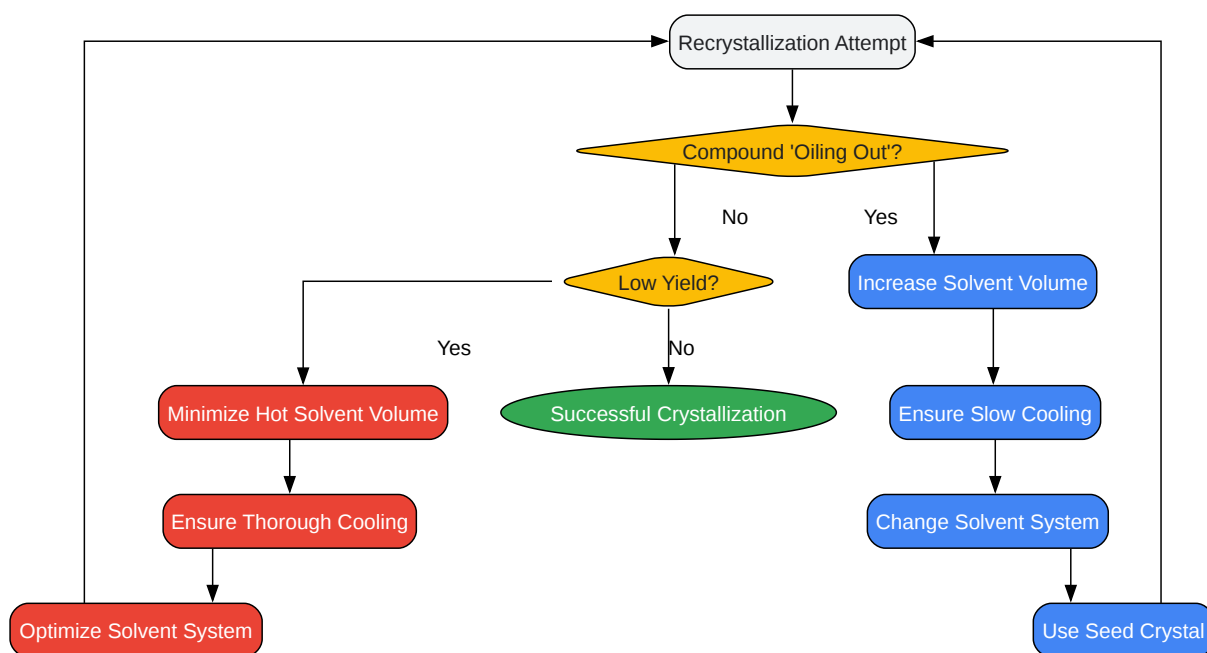 Recrystallization Attempt
Compound 'Oiling Out'?
No
Yes
Low Yield?
Increase Solvent Volume
Yes
No
Minimize Hot Solvent Volume
Successful Crystallization
Ensure Slow Cooling
Ensure Thorough Cooling
Change Solvent System
Optimize Solvent System
Use Seed Crystal